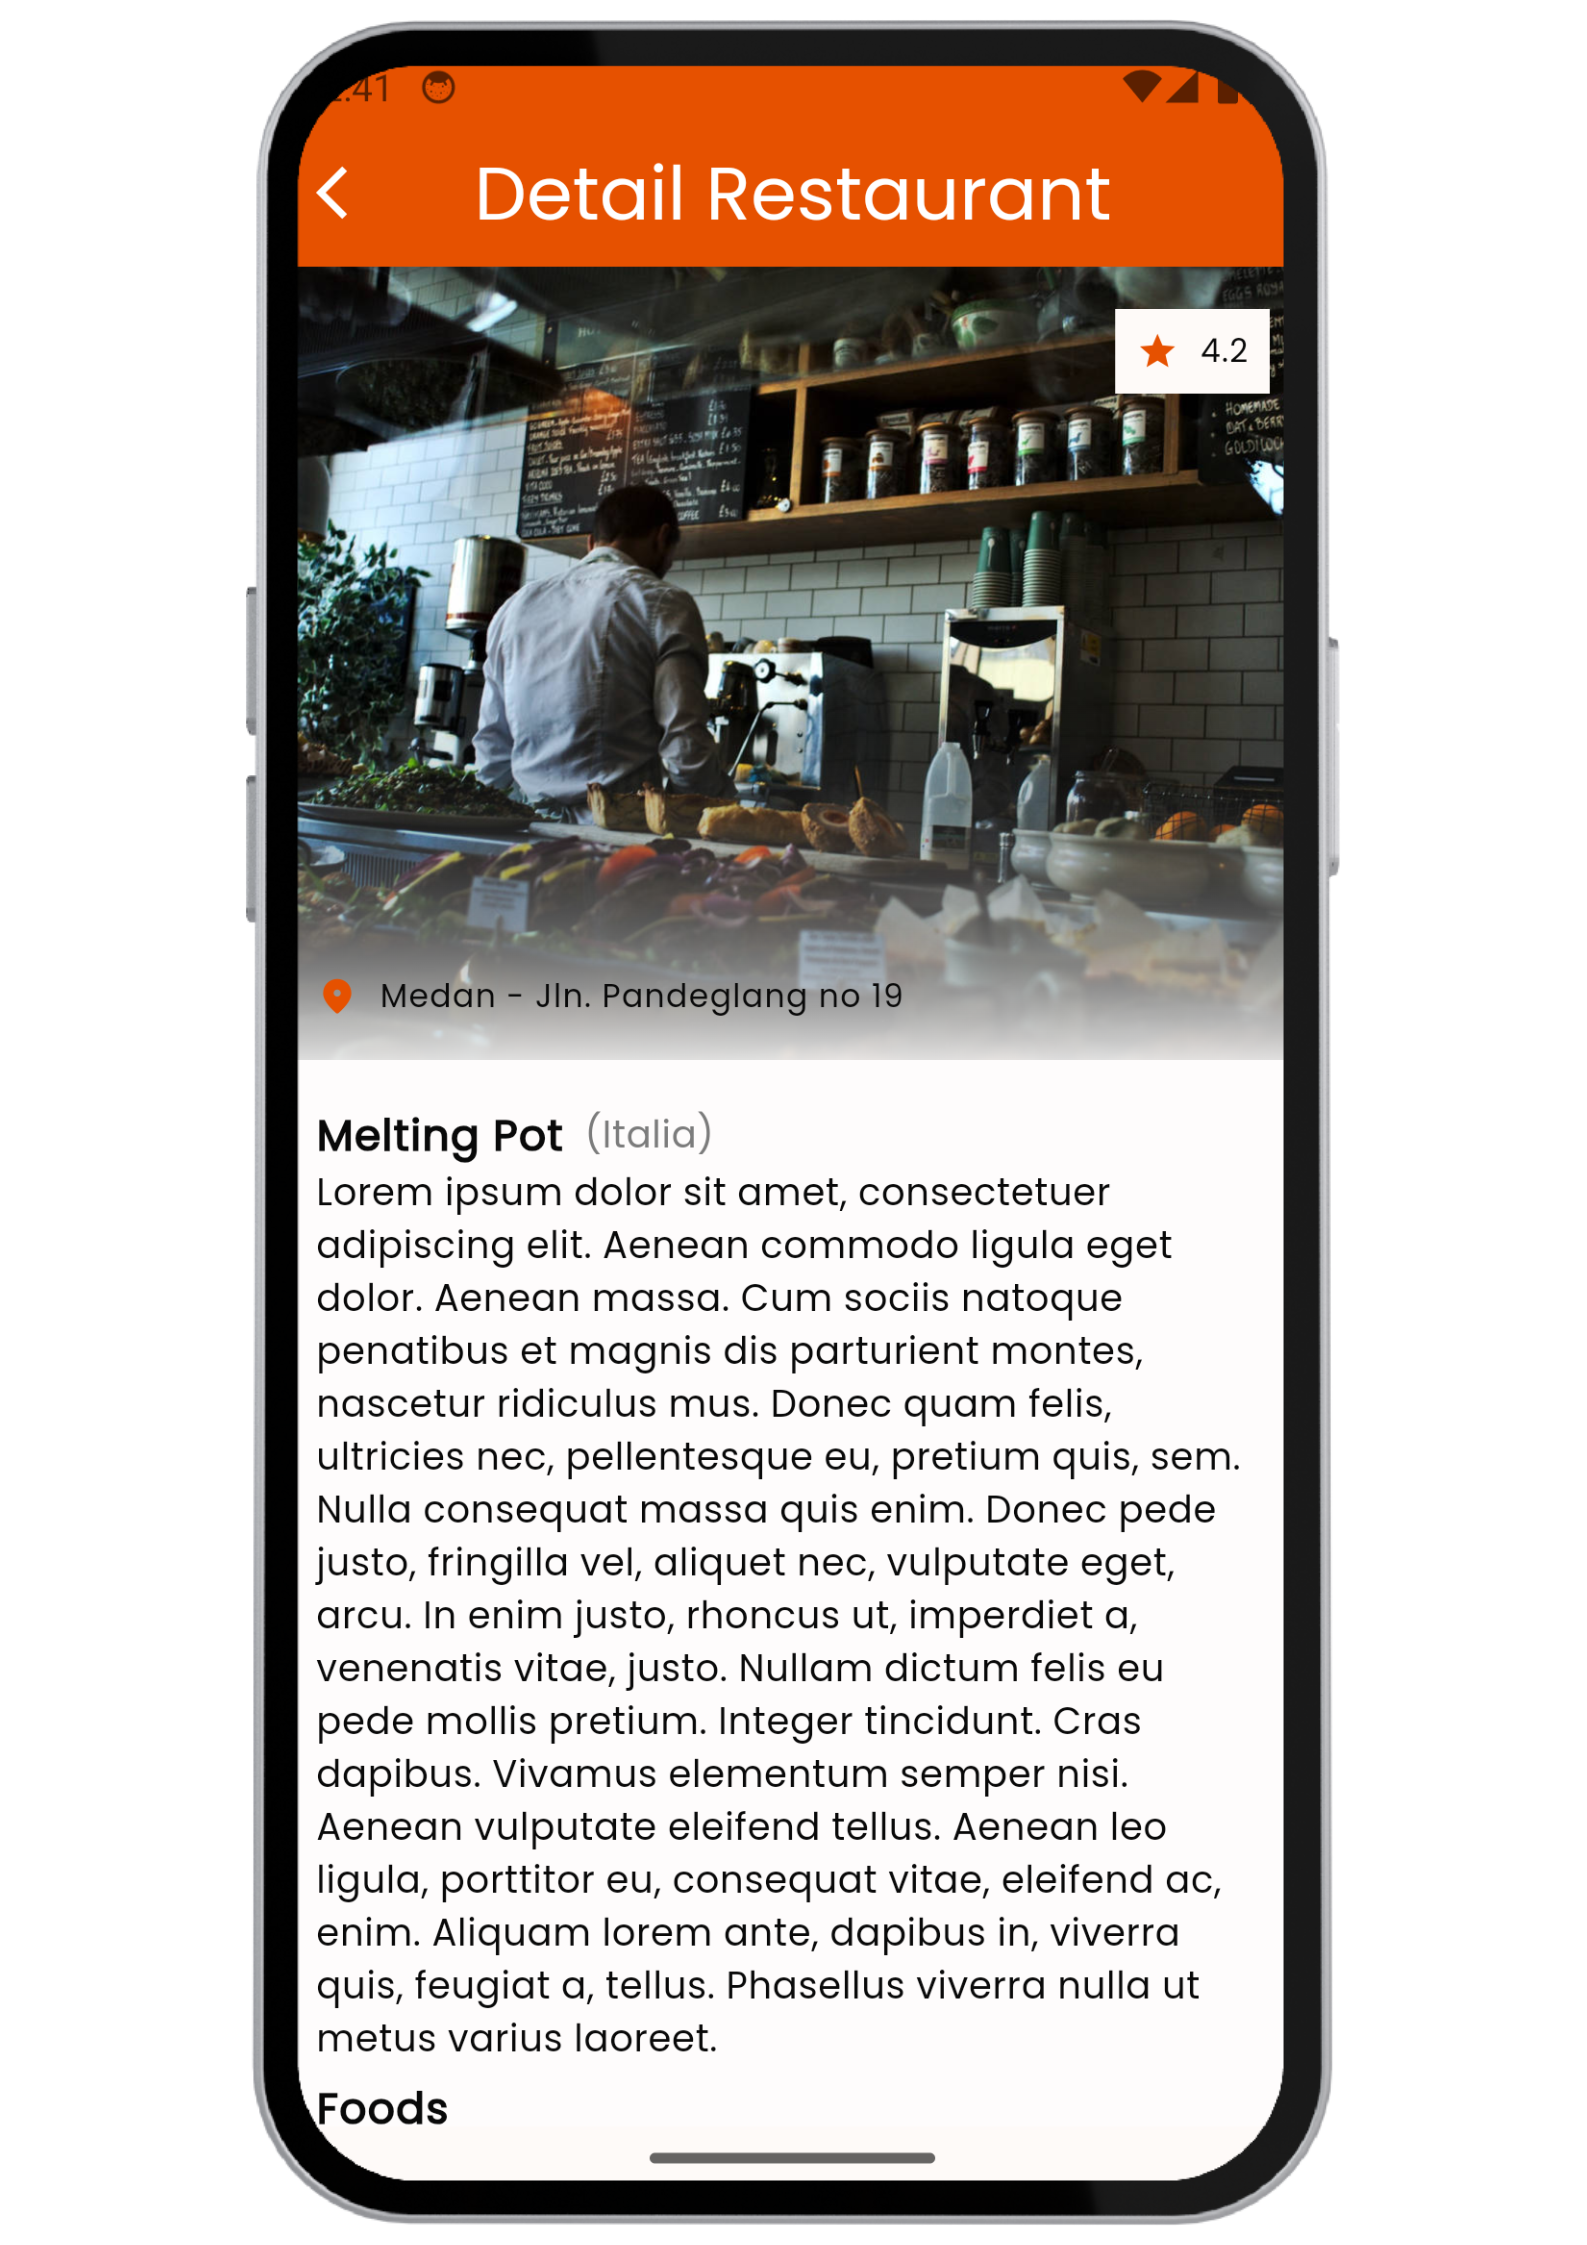 :41
Detail Restaurant
4.2
HOMEMADE
Medan - Jln. Pandeglang no 19
Melting Pot (Italia)
Lorem ipsum dolor sit amet, consectetuer
adipiscing elit. Aenean commodo ligula eget
dolor. Aenean massa. Cum sociis natoque
penatibus et magnis dis parturient montes,
nascetur ridiculus mus. Donec quam felis,
ultricies nec, pellentesque eu, pretium quis, sem.
Nulla consequat massa quis enim. Donec pede
justo, fringilla vel, aliquet nec, vulputate eget,
arcu. In enim justo, rhoncus ut, imperdiet a,
venenatis vitae, justo. Nullam dictum felis eu
pede mollis pretium. Integer tincidunt. Cras
dapibus. Vivamus elementum semper nisi.
Aenean vulputate eleifend tellus. Aenean leo
ligula, porttitor eu, consequat vitae, eleifend ac,
enim. Aliquam lorem ante, dapibus in, viverra
quis, feugiat a, tellus. Phasellus viverra nulla ut
metus varius laoreet.
Foods